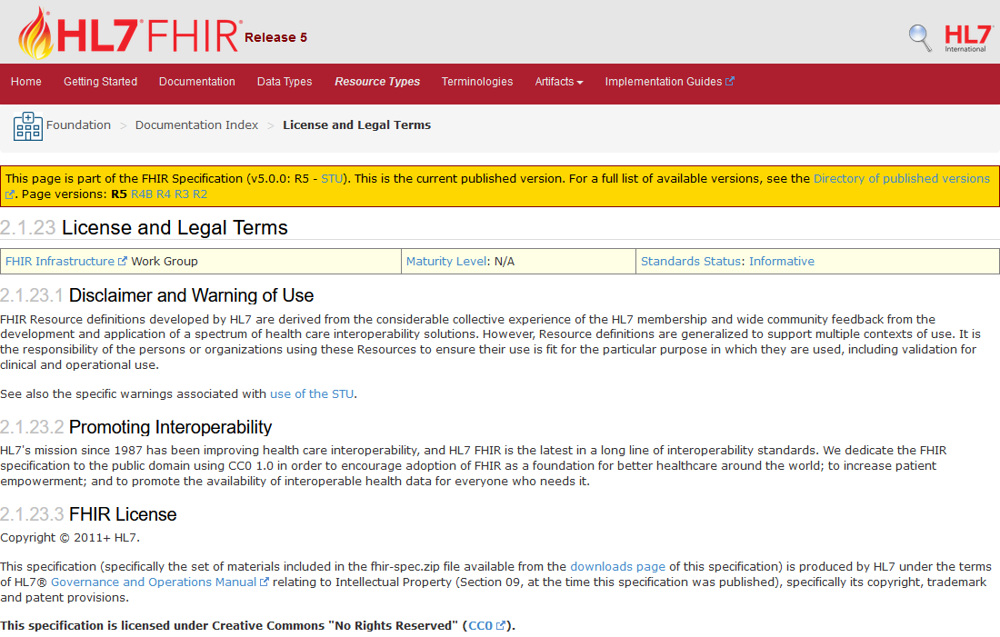 HL7® FHIR® Release 5
HL7®
International
Home Getting Started Documentation Data Types Resource Types Terminologies Artifacts Implementation Guides
Foundation > Documentation Index > License and Legal Terms
This page is part of the FHIR Specification (v5.0.0: R5 - STU). This is the current published version. For a full list of available versions, see the Directory of published versions
. Page versions: R5 R4B R4 R3 R2
2.1.23 License and Legal Terms
FHIR Infrastructure Work Group Maturity Level: N/A Standards Status: Informative
2.1.23.1 Disclaimer and Warning of Use
FHIR Resource definitions developed by HL7 are derived from the considerable collective experience of the HL7 membership and wide community feedback from the
development and application of a spectrum of health care interoperability solutions. However, Resource definitions are generalized to support multiple contexts of use. It is
the responsibility of the persons or organizations using these Resources to ensure their use is fit for the particular purpose in which they are used, including validation for
clinical and operational use.
See also the specific warnings associated with use of the STU.
2.1.23.2 Promoting Interoperability
HL7's mission since 1987 has been improving health care interoperability, and HL7 FHIR is the latest in a long line of interoperability standards. We dedicate the FHIR
specification to the public domain using CC0 1.0 in order to encourage adoption of FHIR as a foundation for better healthcare around the world; to increase patient
empowerment; and to promote the availability of interoperable health data for everyone who needs it.
2.1.23.3 FHIR License
Copyright © 2011+ HL7.
This specification (specifically the set of materials included in the fhir-spec.zip file available from the downloads page of this specification) is produced by HL7 under the terms
of HL7® Governance and Operations Manual relating to Intellectual Property (Section 09, at the time this specification was published), specifically its copyright, trademark
and patent provisions.
This specification is licensed under Creative Commons "No Rights Reserved" (CC0).